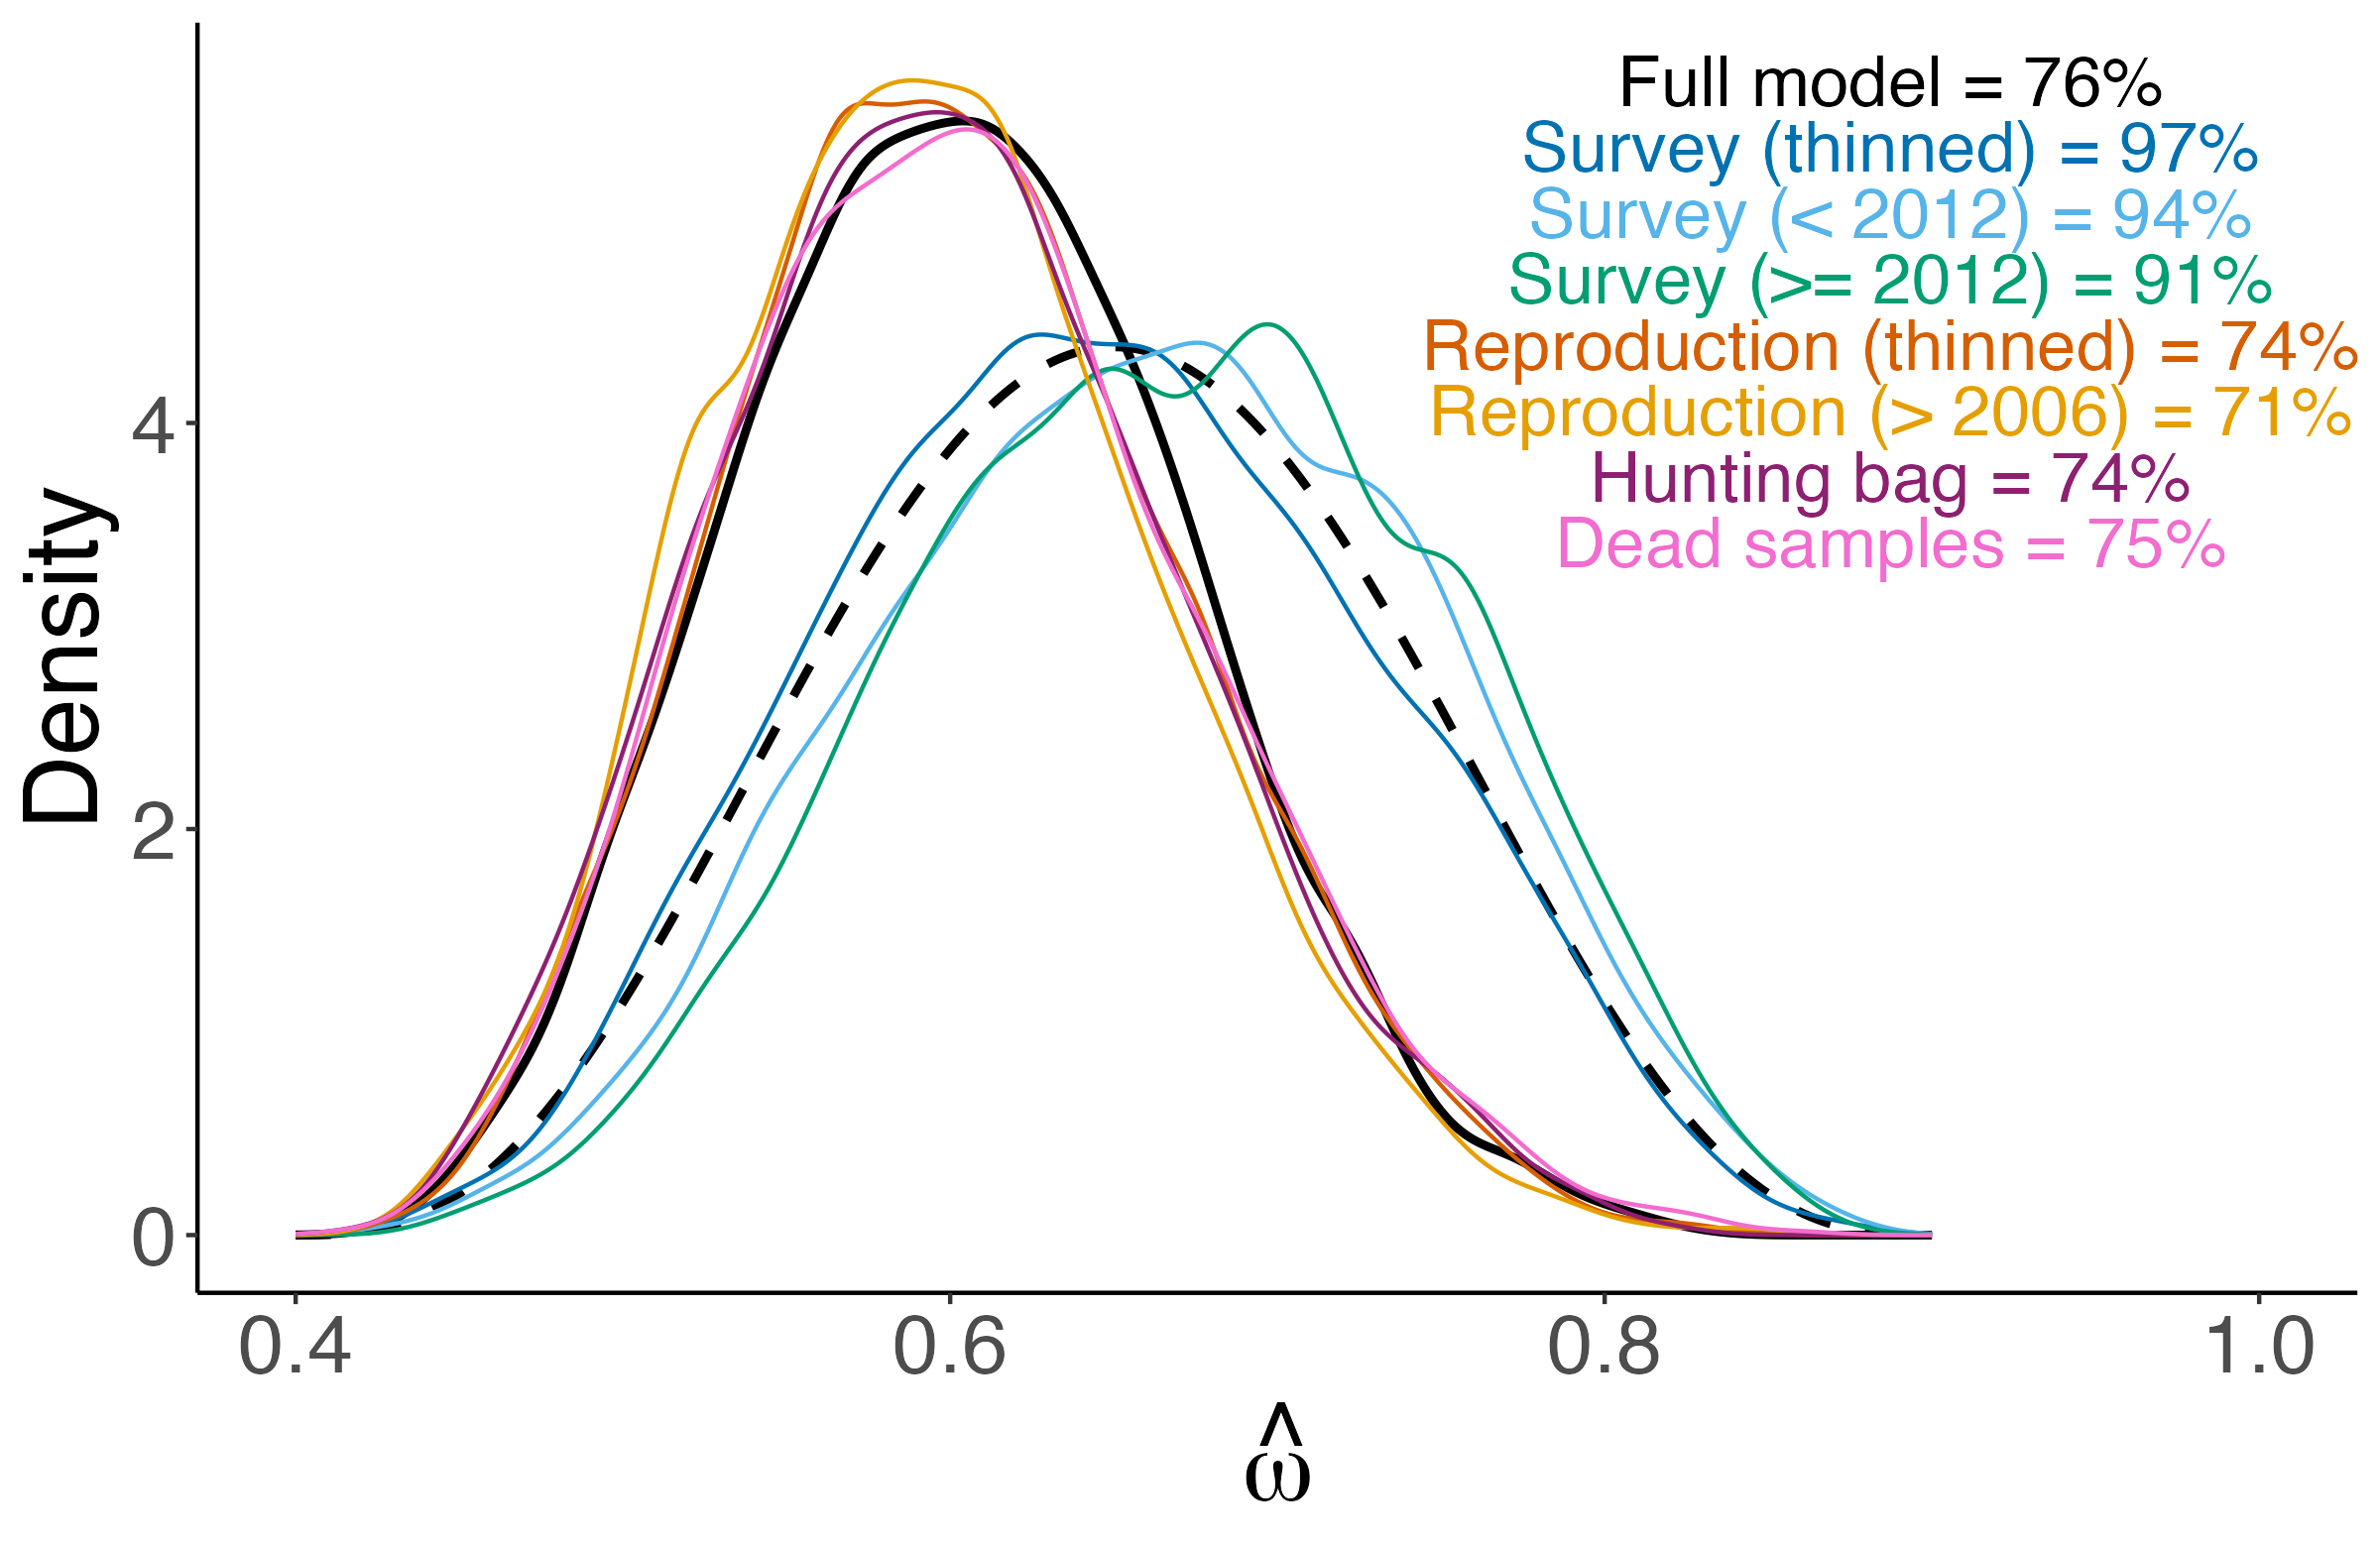 Full model = 76%
Survey (thinned) = 97%
Survey (< 2012) = 94%
Survey (>= 2012) = 91%
Reproduction (thinned) = 74%
Reproduction (> 2006) = 71%
Hunting bag = 74%
Dead samples = 75%
Density
4
2
0
0.4 0.6 0.8 1.0
ω̂